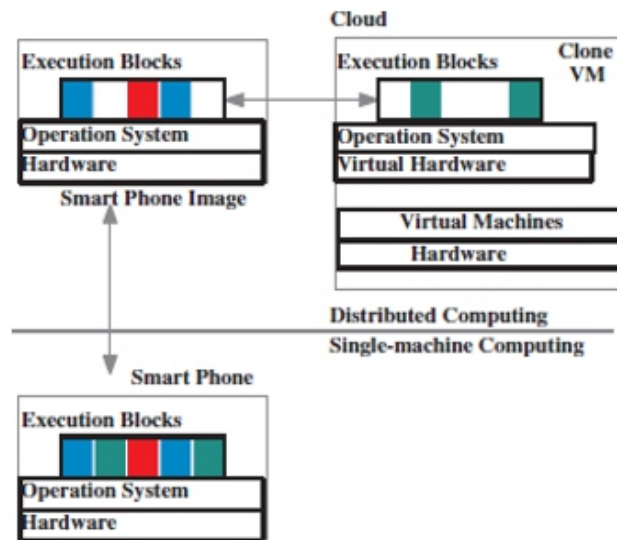 Cloud
Execution Blocks
Operation System
Hardware
Smart Phone Image
Execution Blocks
Clone
VM
Operation System
Virtual Hardware
Virtual Machines
Hardware
Distributed Computing
Single-machine Computing
Smart Phone
Execution Blocks
Operation System
Hardware